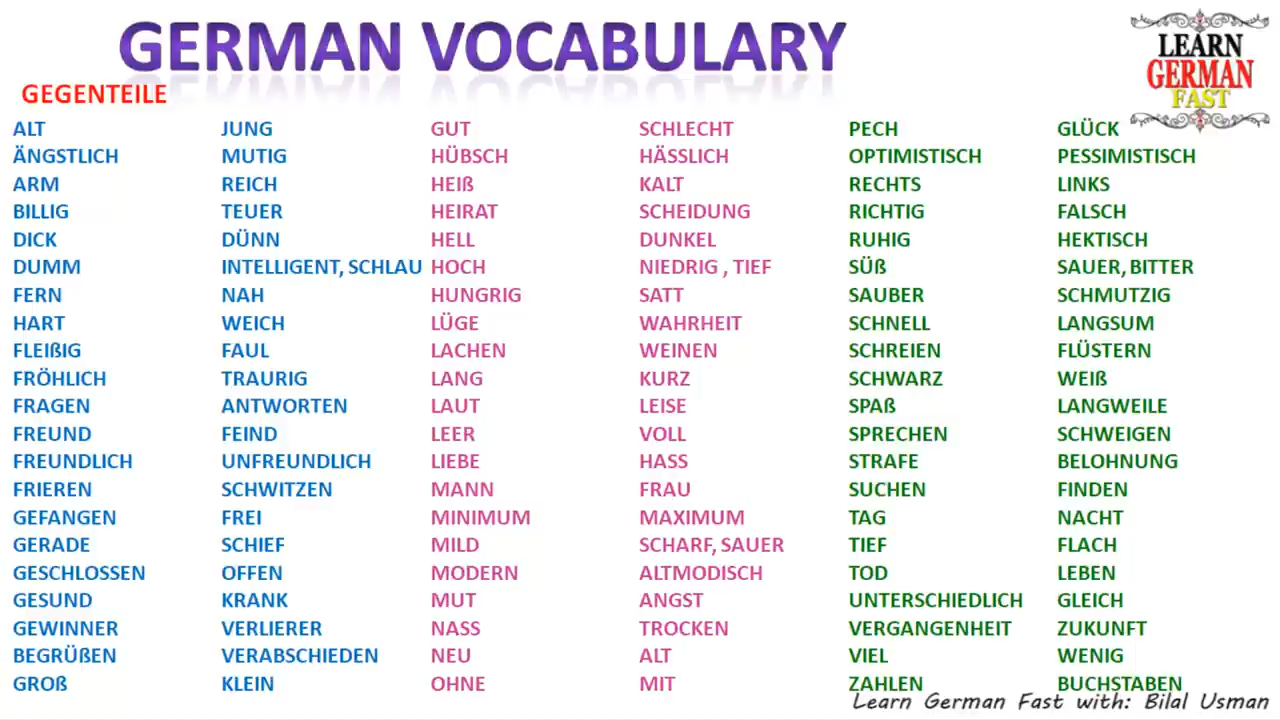 GERMAN VOCABULARY
LEARN
GERMAN
FAST
GEGENTEILE
ALT JUNG GUT SCHLECHT PECH GLÜCK
ÄNGSTLICH MUTIG HÜBSCH HÄSSLICH OPTIMISTISCH PESSIMISTISCH
ARM REICH HEIß KALT RECHTS LINKS
BILLIG TEUER HEIRAT SCHEIDUNG RICHTIG FALSCH
DICK DÜNN HELL DUNKEL RUHIG HEKTISCH
DUMM INTELLIGENT, SCHLAU HOCH NIEDRIG , TIEF SÜß SAUER, BITTER
FERN NAH HUNGRIG SATT SAUBER SCHMUTZIG
HART WEICH LÜGE WAHRHEIT SCHNELL LANGSUM
FLEIßIG FAUL LACHEN WEINEN SCHREIEN FLÜSTERN
FRÖHLICH TRAURIG LANG KURZ SCHWARZ WEIß
FRAGEN ANTWORTEN LAUT LEISE SPAß LANGWEILE
FREUND FEIND LEER VOLL SPRECHEN SCHWEIGEN
FREUNDLICH UNFREUNDLICH LIEBE HASS STRAFE BELOHNUNG
FRIEREN SCHWITZEN MANN FRAU SUCHEN FINDEN
GEFANGEN FREI MINIMUM MAXIMUM TAG NACHT
GERADE SCHIEF MILD SCHARF, SAUER TIEF FLACH
GESCHLOSSEN OFFEN MODERN ALTMODISCH TOD LEBEN
GESUND KRANK MUT ANGST UNTERSCHIEDLICH GLEICH
GEWINNER VERLIERER NASS TROCKEN VERGANGENHEIT ZUKUNFT
BEGRÜßEN VERABSCHIEDEN NEU ALT VIEL WENIG
GROß KLEIN OHNE MIT ZAHLEN BUCHSTABEN
Learn German Fast with: Bilal Usman